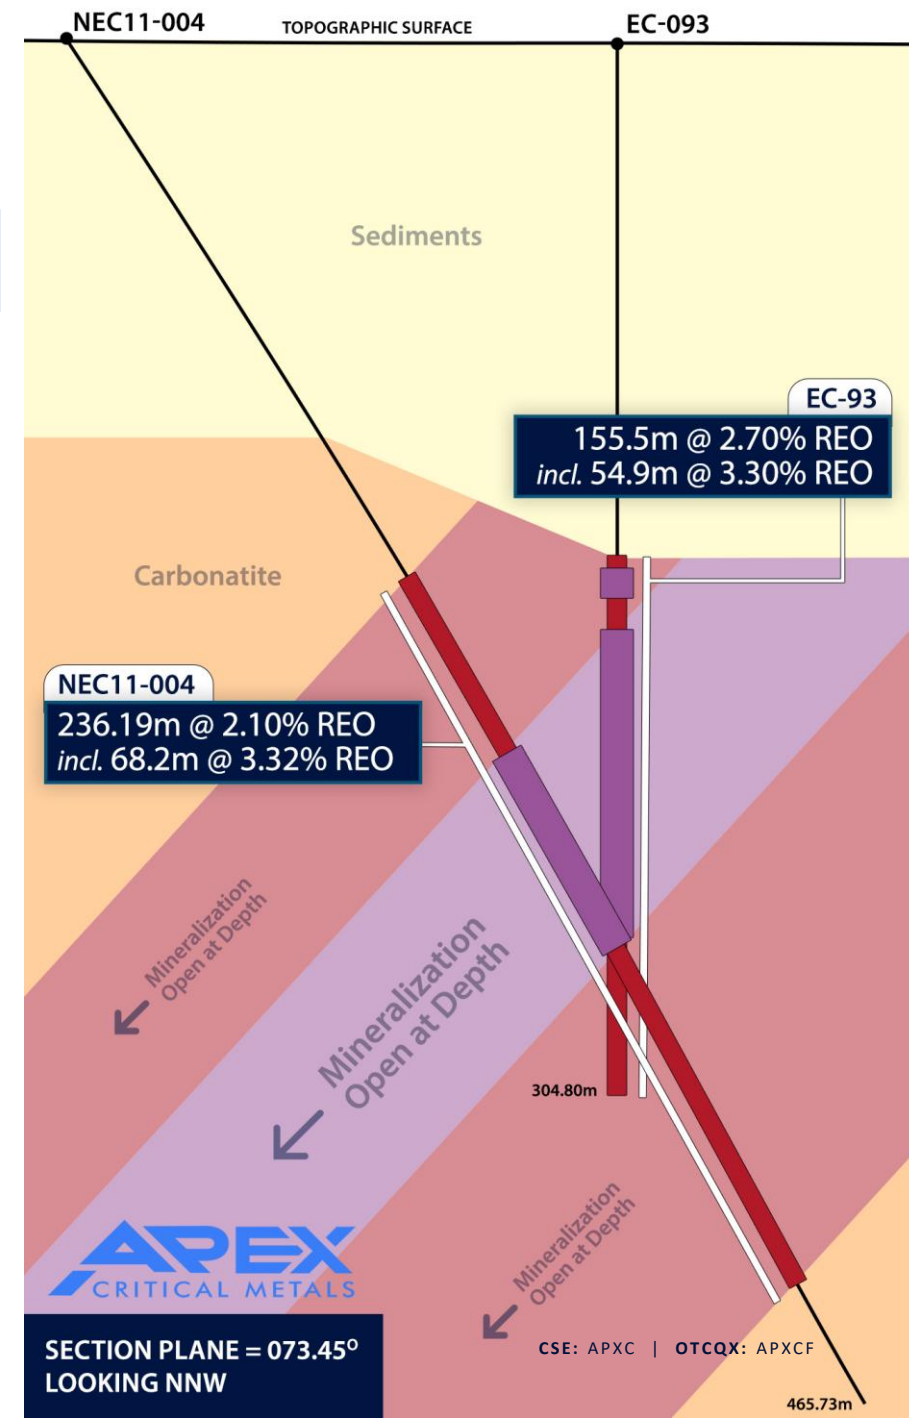 NEC11-004
TOPOGRAPHIC SURFACE
EC-093
Sediments
EC-93
155.5m @ 2.70% REO
incl. 54.9m @ 3.30% REO
Carbonatite
NEC11-004
236.19m @ 2.10% REO
incl. 68.2m @ 3.32% REO
Mineralization
Open at Depth
Mineralization
Open at Depth
304.80m
Mineralization
Open at Depth
APEX
CRITICAL METALS
SECTION PLANE = 073.45⁰
LOOKING NNW
CSE: APXC | OTCQX: APXCF
465.73m